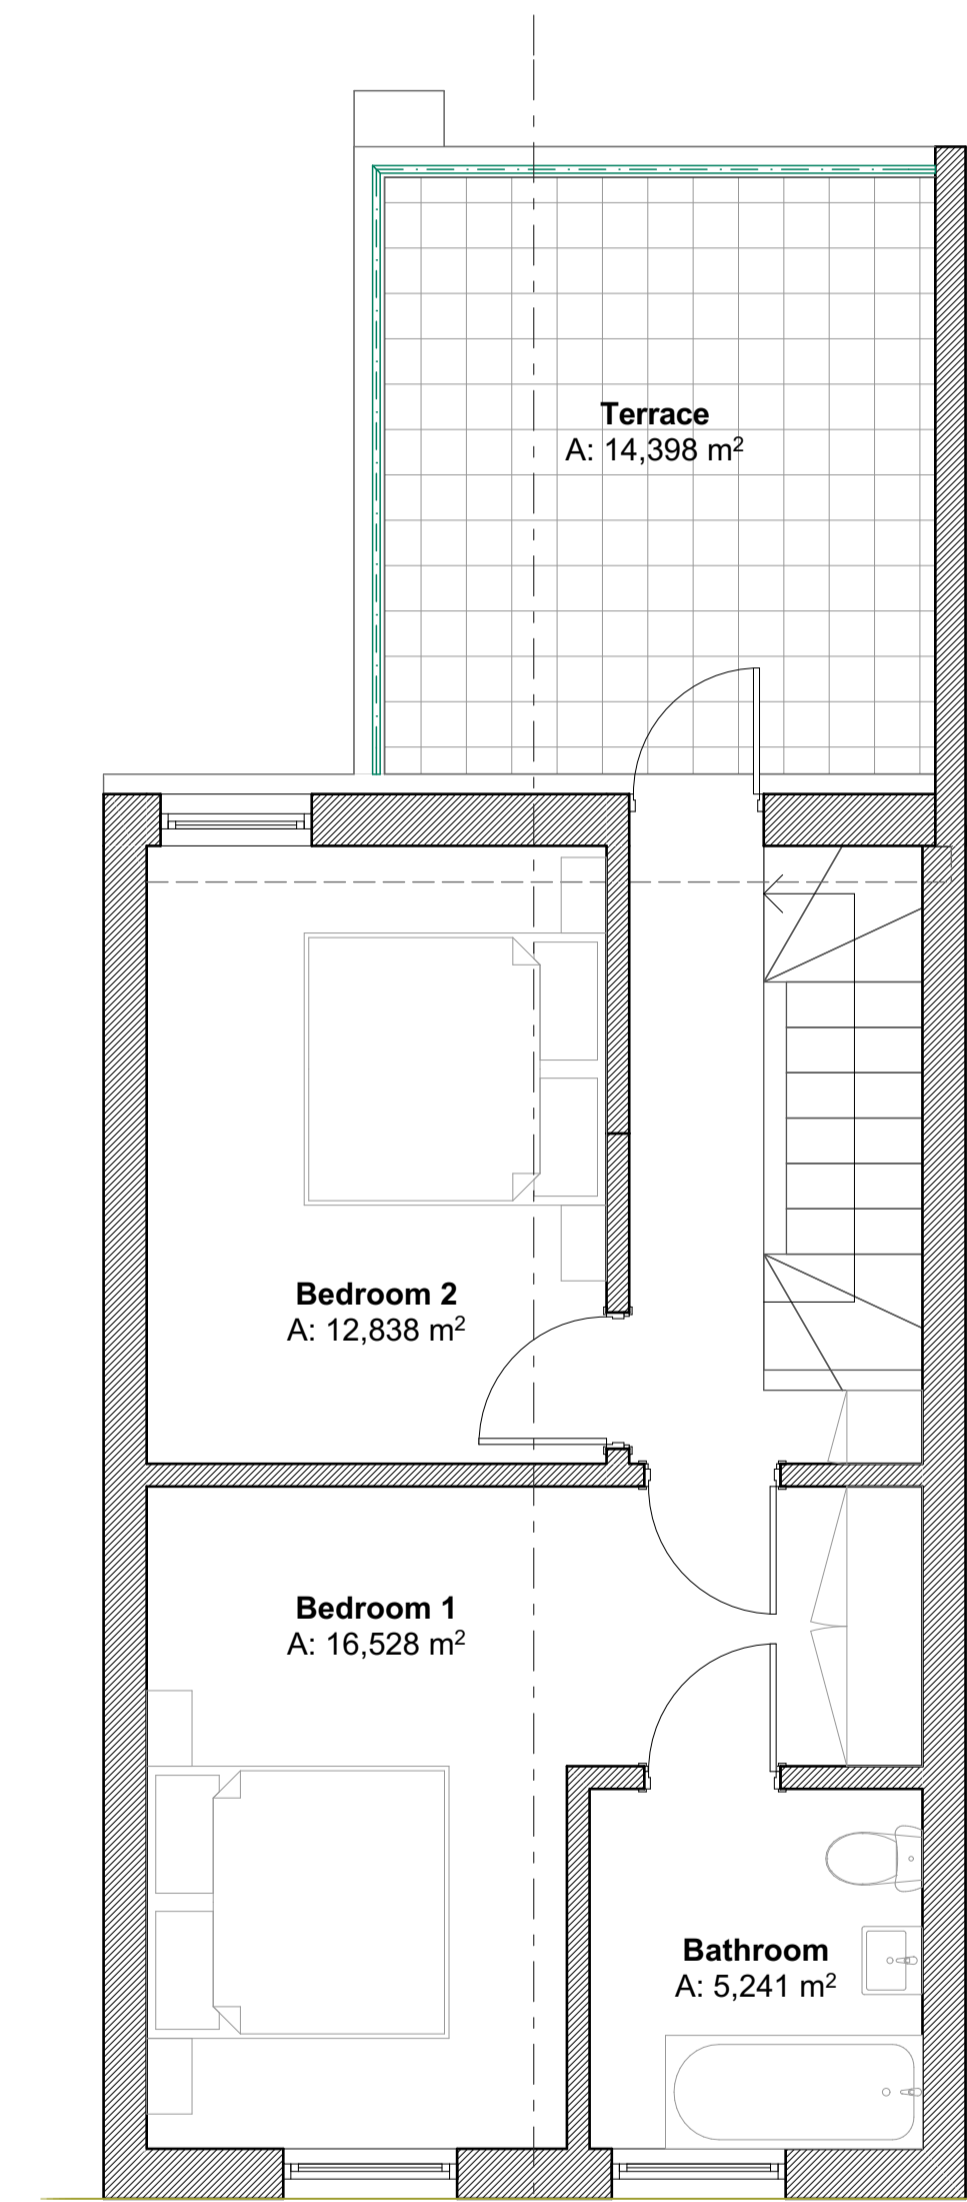 Terrace
A: 14,398 m²
Bedroom 2
A: 12,838 m²
Bedroom 1
A: 16,528 m²
Bathroom
A: 5,241 m²